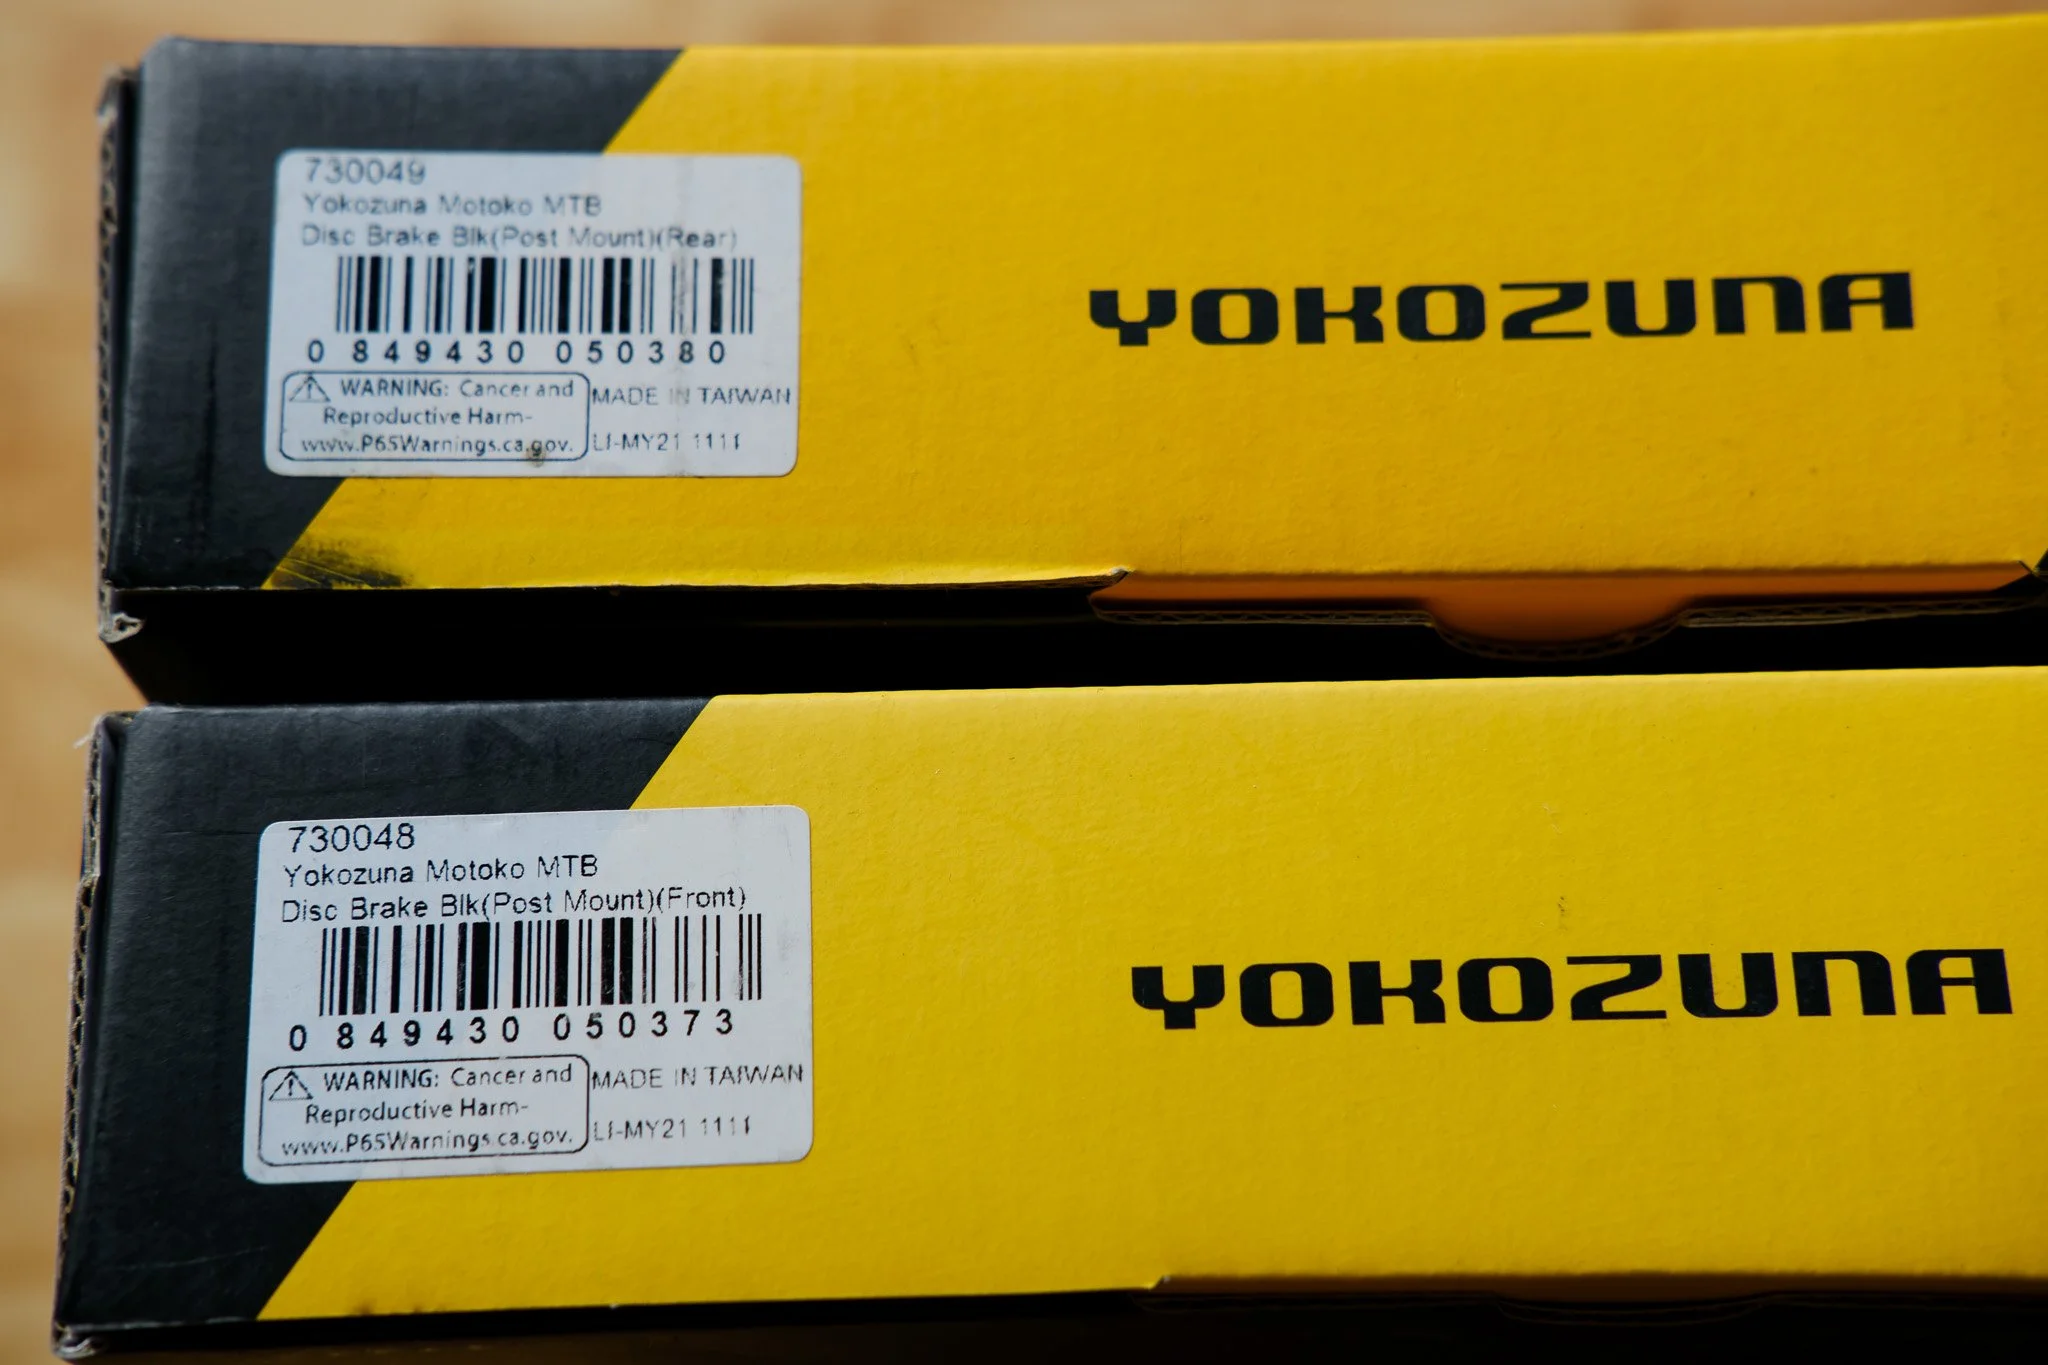 730049
Yokozuna Motoko MTB
Disc Brake Blk(Post Mount)(Rear)
0 849430 050380
WARNING: Cancer and
Reproductive Harm-
www.P65Warnings.ca.gov.
MADE IN TAIWAN
LI-MY21 1111
YOKOZUNA
730048
Yokozuna Motoko MTB
Disc Brake Blk(Post Mount)(Front)
0 849430 050373
WARNING: Cancer and
Reproductive Harm-
www.P65Warnings.ca.gov.
MADE IN TAIWAN
LI-MY21 1111
YOKOZUNA